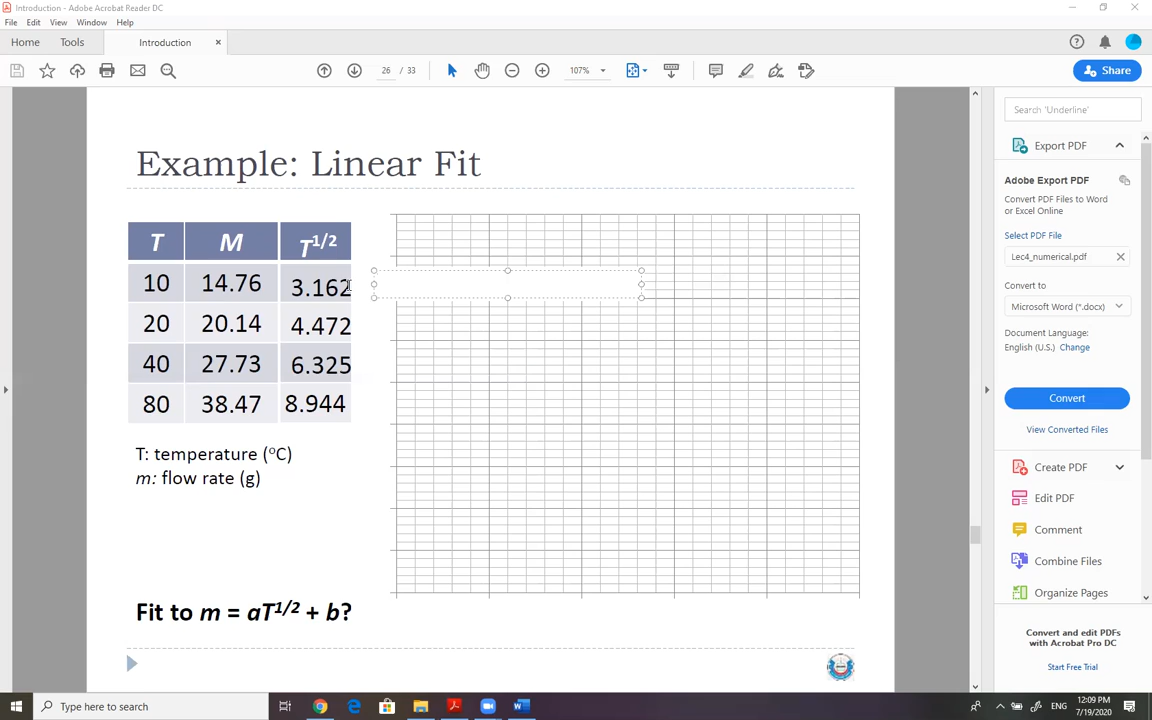 Introduction - Adobe Acrobat Reader DC
File Edit View Window Help
Home Tools Introduction ×
26 / 33 107% Share
Example: Linear Fit
T M T1/2
10 14.76 3.162
20 20.14 4.472
40 27.73 6.325
80 38.47 8.944
T: temperature (°C)
m: flow rate (g)
Fit to m = aT1/2 + b?
Search 'Underline'
Export PDF
Adobe Export PDF
Convert PDF Files to Word
or Excel Online
Select PDF File
Lec4_numerical.pdf
Convert to
Microsoft Word (*.docx)
Document Language:
English (U.S.) Change
Convert
View Converted Files
Create PDF
Edit PDF
Comment
Combine Files
Organize Pages
Convert and edit PDFs
with Acrobat Pro DC
Start Free Trial
Type here to search
ENG
12:09 PM
7/19/2020